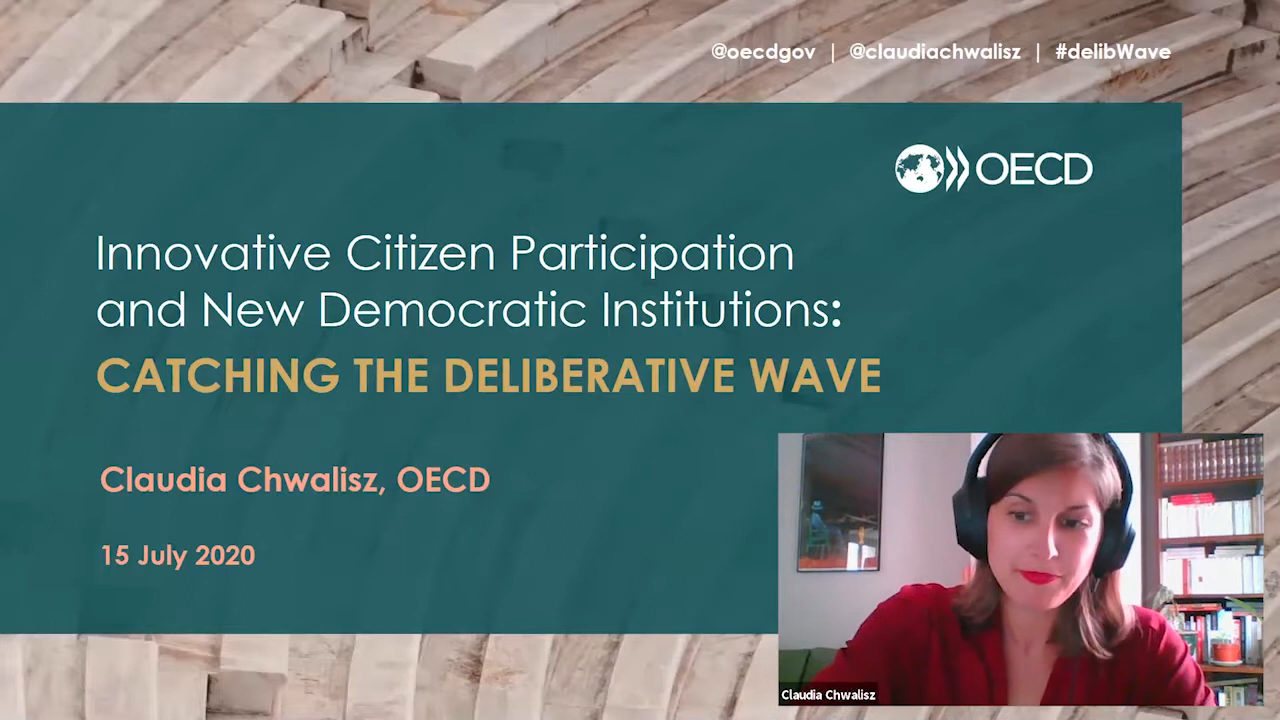 @oecdgov | @claudiachwalisz | #delibWave
OECD
Innovative Citizen Participation
and New Democratic Institutions:
CATCHING THE DELIBERATIVE WAVE
Claudia Chwalisz, OECD
15 July 2020
Claudia Chwalisz